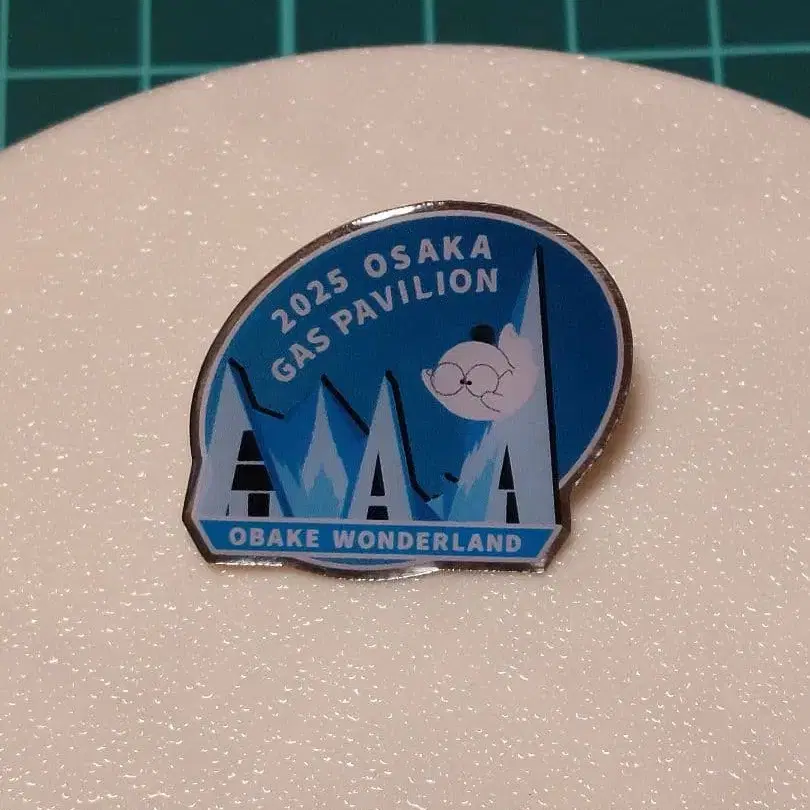 2025 OSAKA
GAS PAVILION
OBAKE WONDERLAND